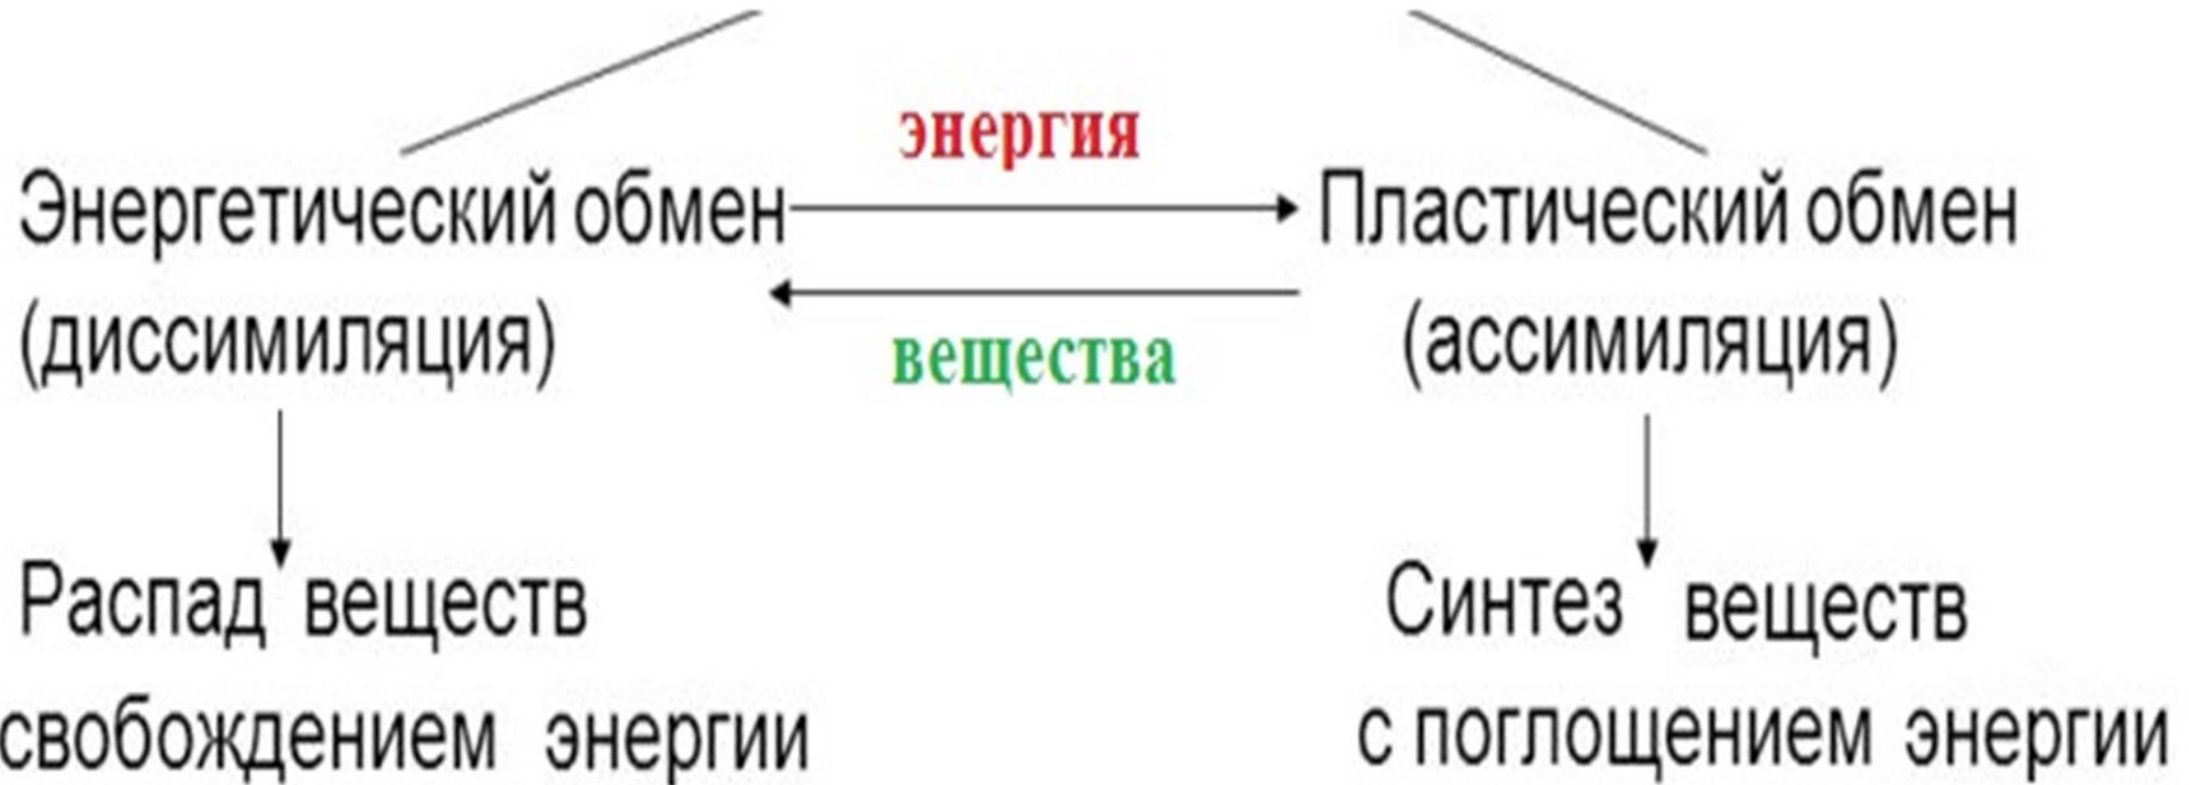 энергия
Энергетический обмен Пластический обмен
(диссимиляция) (ассимиляция)
вещества
Распад веществ Синтез веществ
свобождением энергии с поглощением энергии